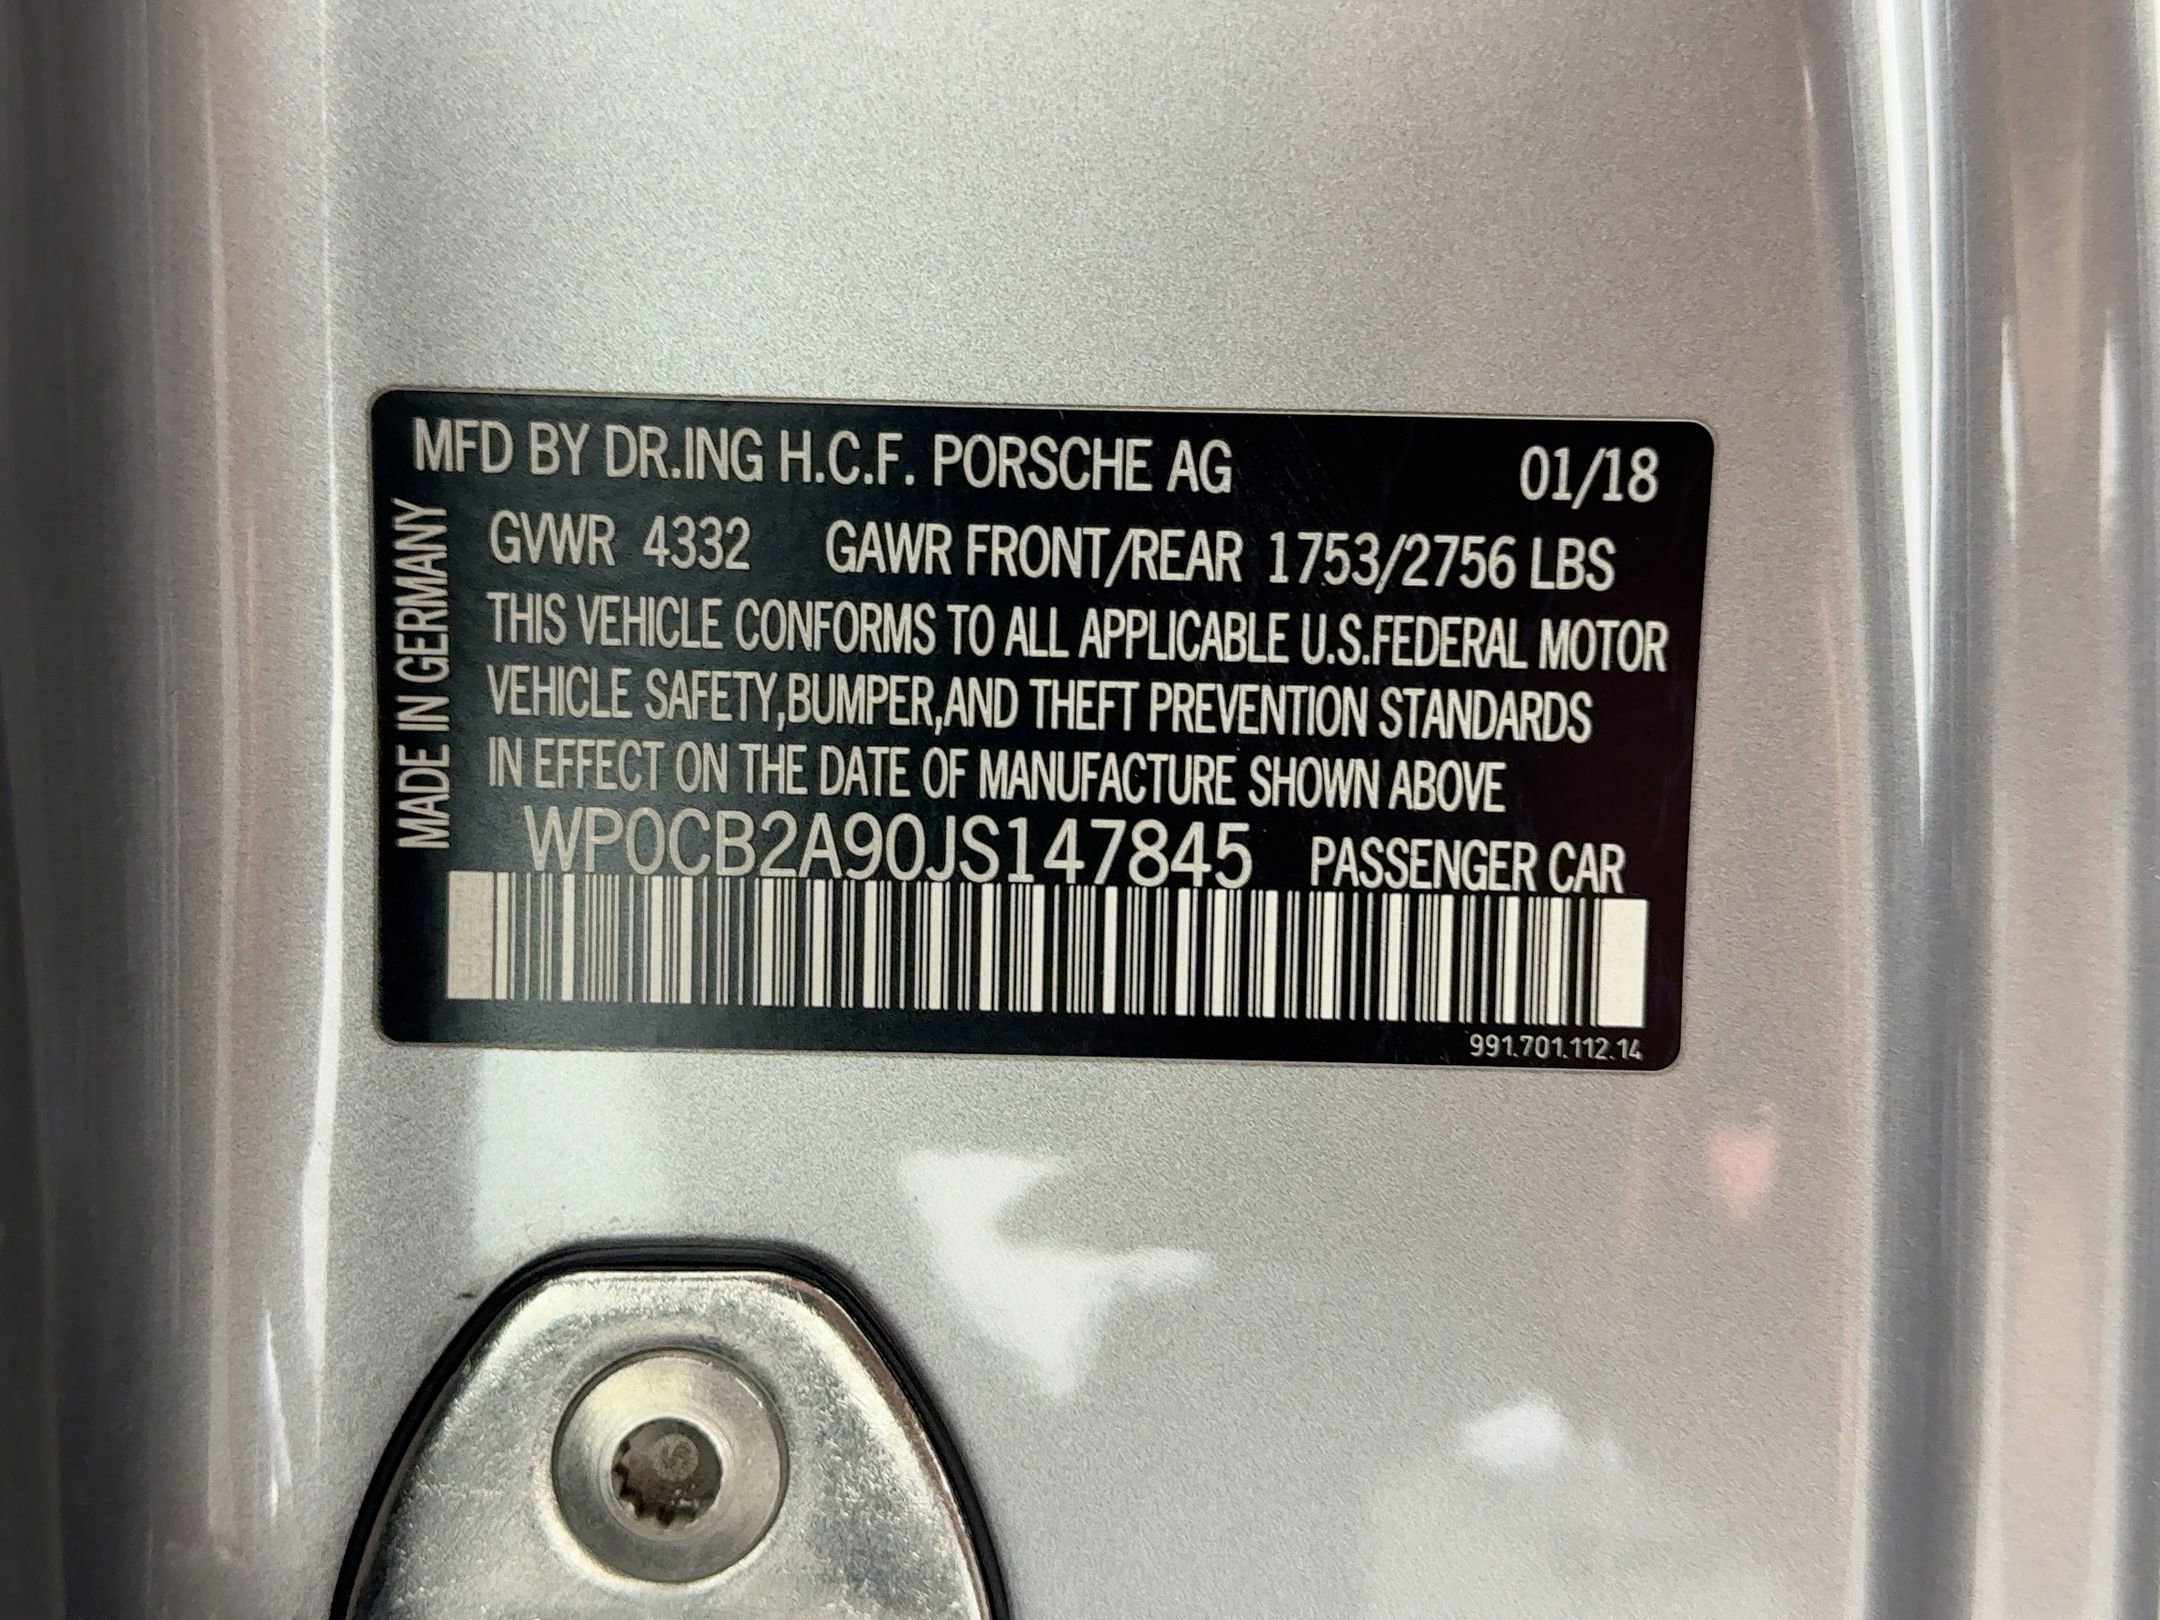 MFD BY DR.ING H.C.F. PORSCHE AG 01/18
MADE IN GERMANY
GVWR 4332 GAWR FRONT/REAR 1753/2756 LBS
THIS VEHICLE CONFORMS TO ALL APPLICABLE U.S.FEDERAL MOTOR
VEHICLE SAFETY,BUMPER,AND THEFT PREVENTION STANDARDS
IN EFFECT ON THE DATE OF MANUFACTURE SHOWN ABOVE
WP0CB2A90JS147845 PASSENGER CAR
991.701.112.14